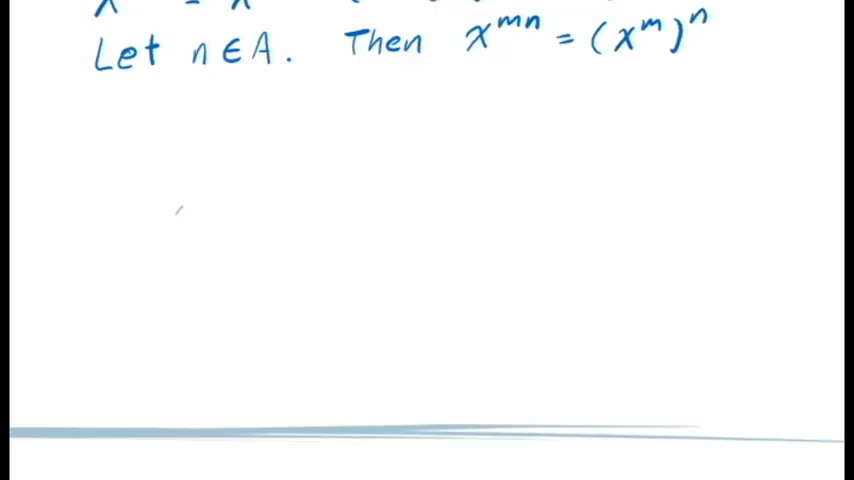 Let n ∈ A. Then x^{mn} = (x^m)^n